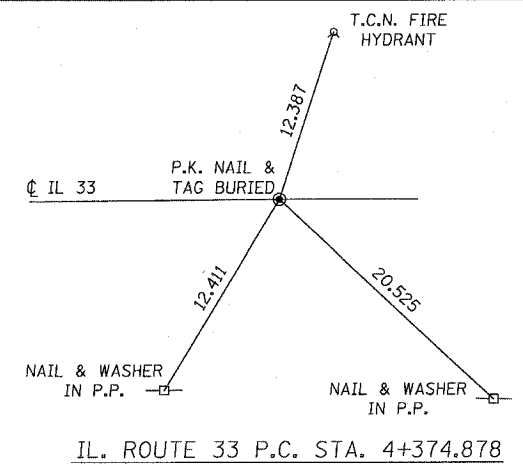 T.C.N. FIRE
HYDRANT
12.387
P.K. NAIL &
TAG BURIED
℄ IL 33
12.411
20.525
NAIL & WASHER
IN P.P.
NAIL & WASHER
IN P.P.
IL. ROUTE 33 P.C. STA. 4+374.878